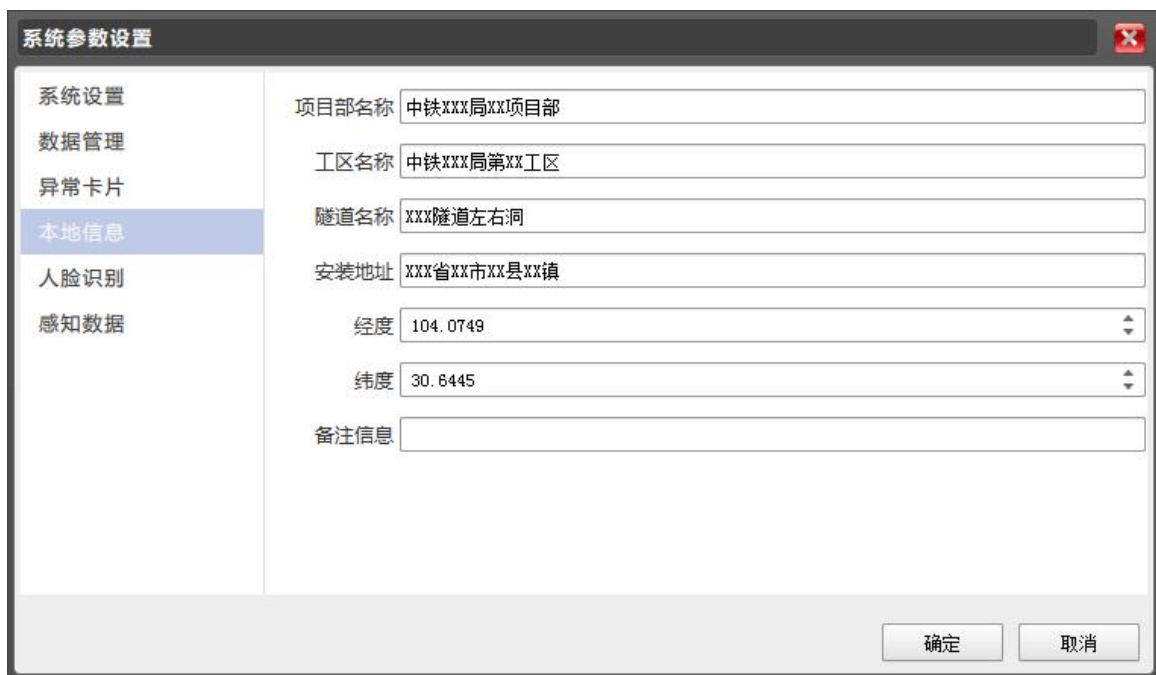 系统参数设置
系统设置
数据管理
异常卡片
本地信息
人脸识别
感知数据
项目部名称 中铁XXX局XX项目部
工区名称 中铁XXX局第XX工区
隧道名称 XXX隧道左右洞
安装地址 XXX省XX市XX县XX镇
经度 104.0749
纬度 30.6445
备注信息
确定 取消